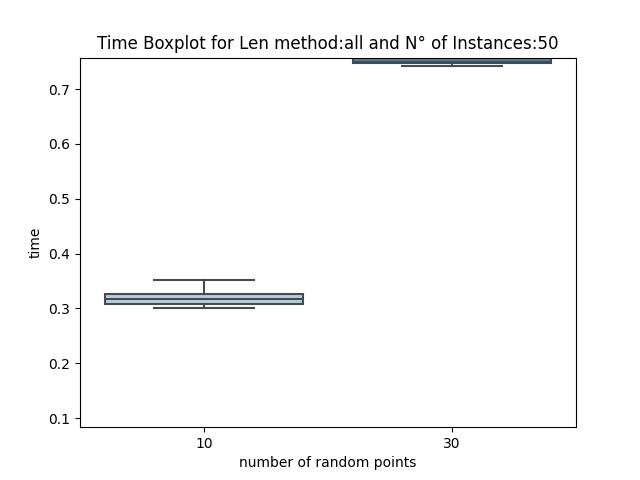 Time Boxplot for Len method:all and N° of Instances:50
0.7
0.6
0.5
0.4
0.3
0.2
0.1
time
10 30
number of random points